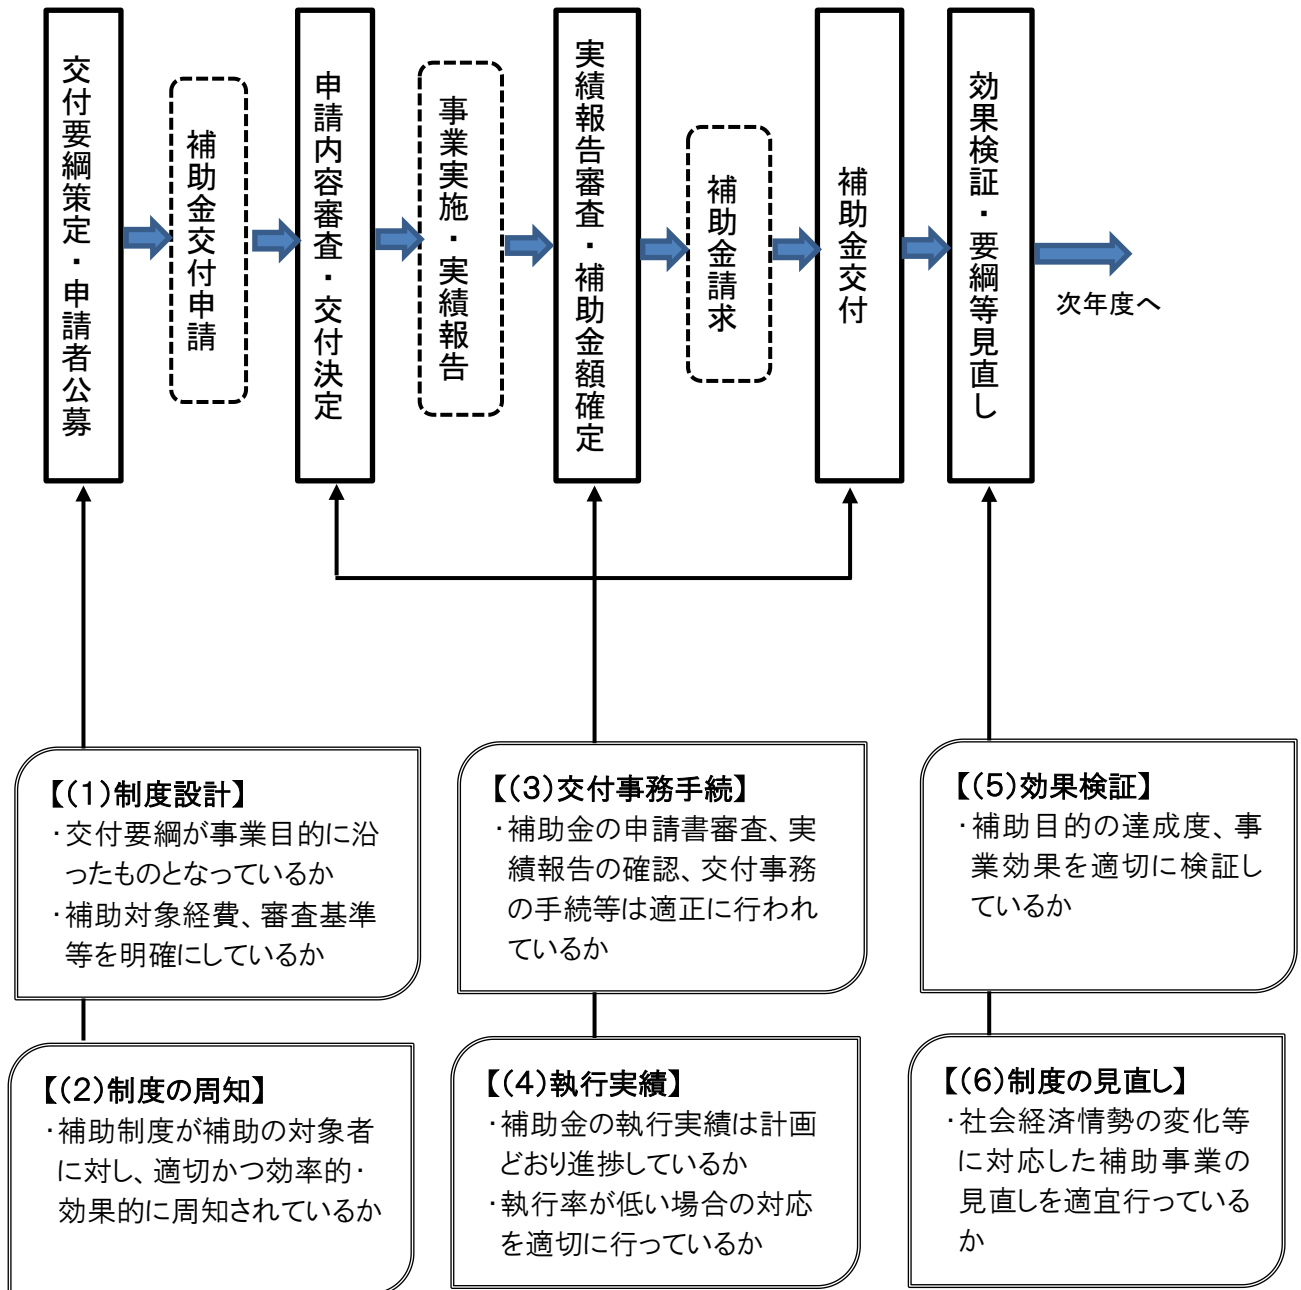 交付要綱策定・申請者公募
補助金交付申請
申請内容審査・交付決定
事業実施・実績報告
実績報告審査・補助金額確定
補助金請求
補助金交付
効果検証・要綱等見直し
次年度へ
【(1)制度設計】
・交付要綱が事業目的に沿
ったものとなっているか
・補助対象経費、審査基準
等を明確にしているか
【(2)制度の周知】
・補助制度が補助の対象者
に対し、適切かつ効率的・
効果的に周知されているか
【(3)交付事務手続】
・補助金の申請書審査、実
績報告の確認、交付事務
の手続等は適正に行われ
ているか
【(4)執行実績】
・補助金の執行実績は計画
どおり進捗しているか
・執行率が低い場合の対応
を適切に行っているか
【(5)効果検証】
・補助目的の達成度、事
業効果を適切に検証し
ているか
【(6)制度の見直し】
・社会経済情勢の変化等
に対応した補助事業の
見直しを適宜行っている
か